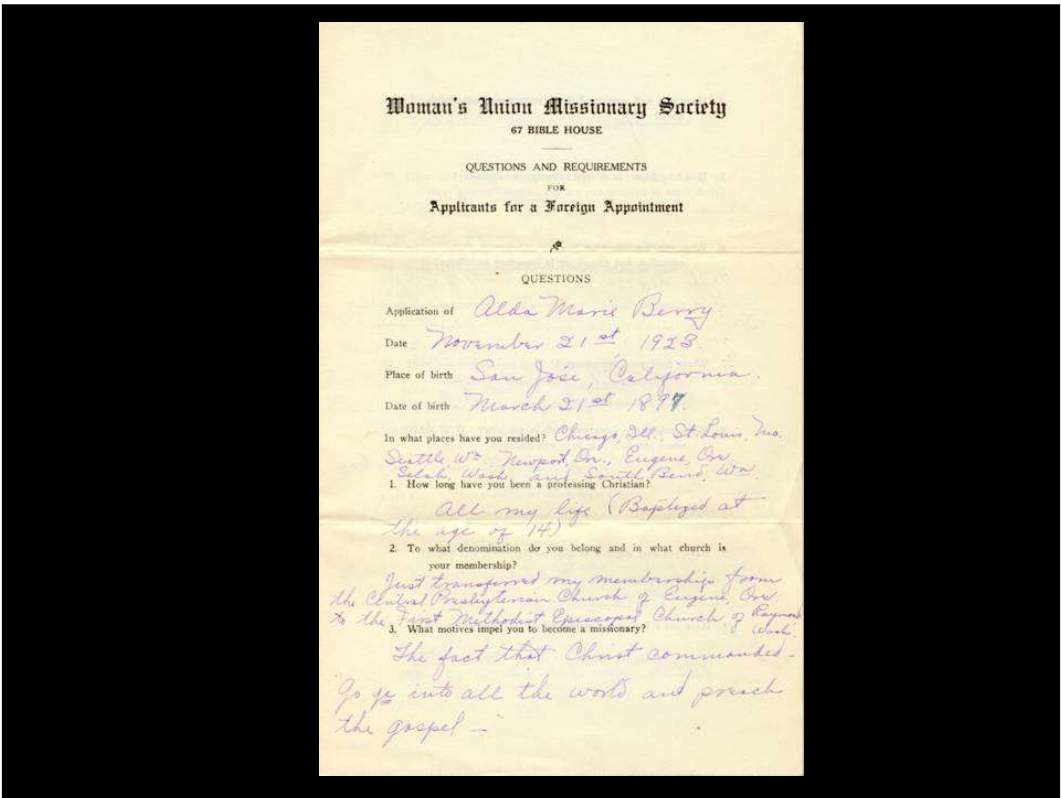 Woman's Union Missionary Society
67 BIBLE HOUSE
QUESTIONS AND REQUIREMENTS
FOR
Applicants for a Foreign Appointment
QUESTIONS
Application of Alda Marie Berry.
Date November 21st 1923.
Place of birth San José, California.
Date of birth March 21st 1897.
In what places have you resided? Chicago, Ill., St. Louis, Mo.
Seattle Wn. Newport, Or., Eugene, Ore.
Selah, Wash. and South Bend, Wn.
1. How long have you been a professing Christian?
All my life (Baptized at
the age of 14)
2. To what denomination do you belong and in what church is
your membership?
Just transferred my membership from
the Central Presbyterian Church of Eugene, Ore.
to the First Methodist Episcopal Church of Raymond
Wash.
3. What motives impel you to become a missionary?
The fact that Christ commanded -
"Go ye into all the world and preach
the gospel -